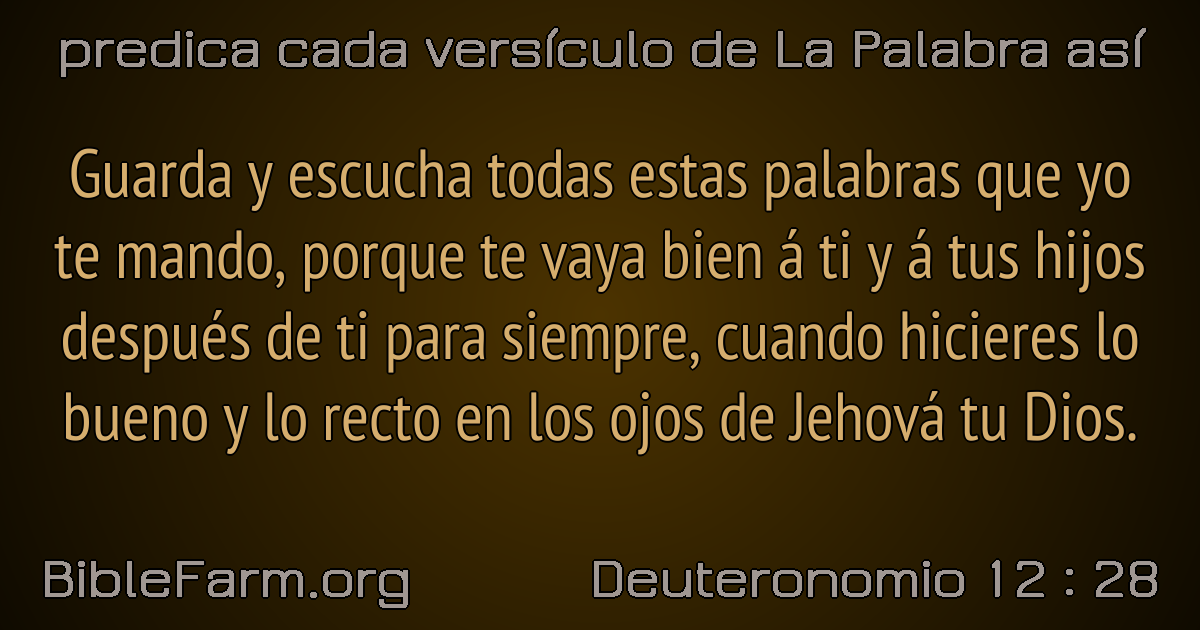 predica cada versículo de La Palabra así
Guarda y escucha todas estas palabras que yo
te mando, porque te vaya bien á ti y á tus hijos
después de ti para siempre, cuando hicieres lo
bueno y lo recto en los ojos de Jehová tu Dios.
BibleFarm.org
Deuteronomio 12 : 28